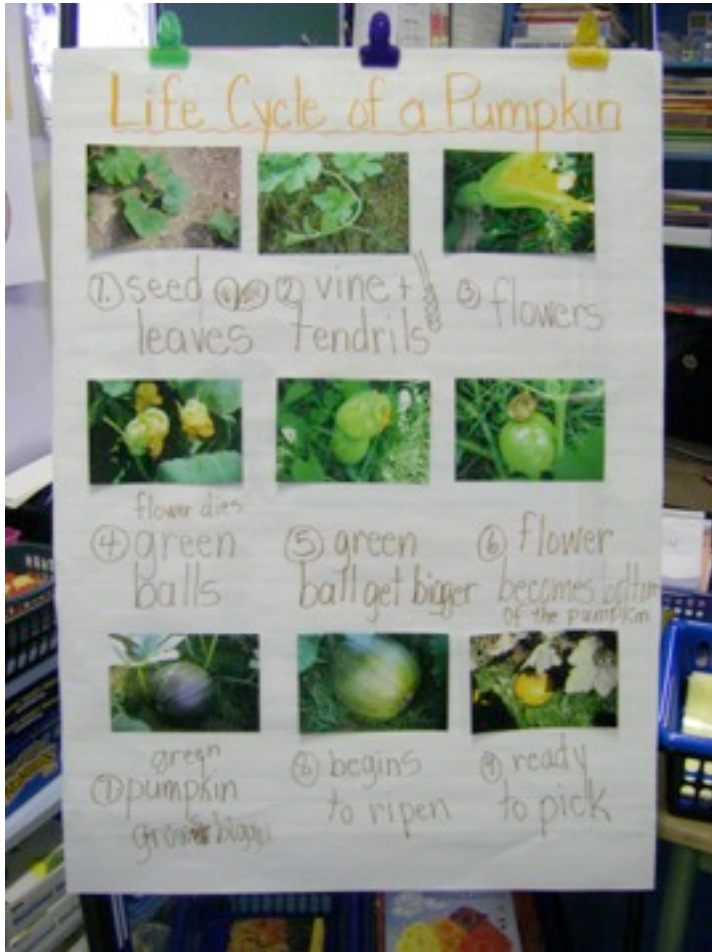 Life Cycle of a Pumpkin
① seed
leaves
② vine +
tendrils
③ flowers
flower dies
④ green
balls
⑤ green
ball get bigger
⑥ flower
becomes bottom
of the pumpkin
green
⑦ pumpkin
grows bigger
⑧ begins
to ripen
⑨ ready
to pick